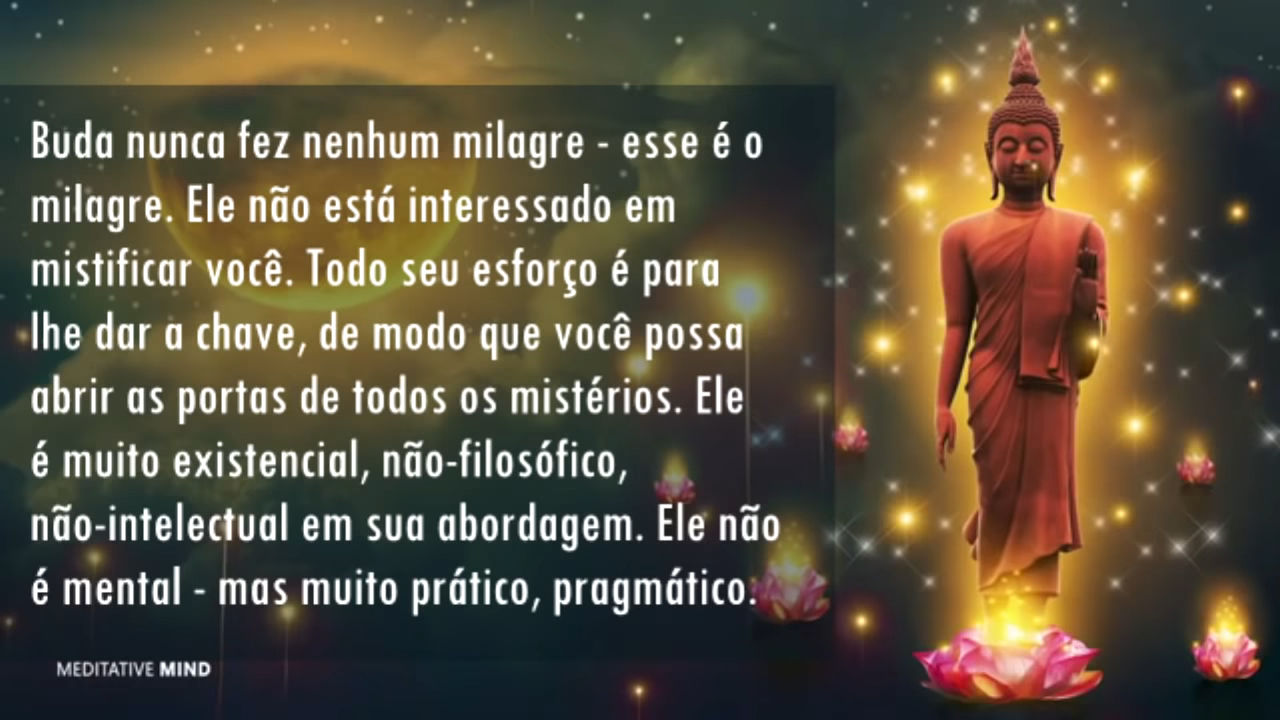 Buda nunca fez nenhum milagre - esse é o
milagre. Ele não está interessado em
mistificar você. Todo seu esforço é para
lhe dar a chave, de modo que você possa
abrir as portas de todos os mistérios. Ele
é muito existencial, não-filosófico,
não-intelectual em sua abordagem. Ele não
é mental - mas muito prático, pragmático.
MEDITATIVE MIND